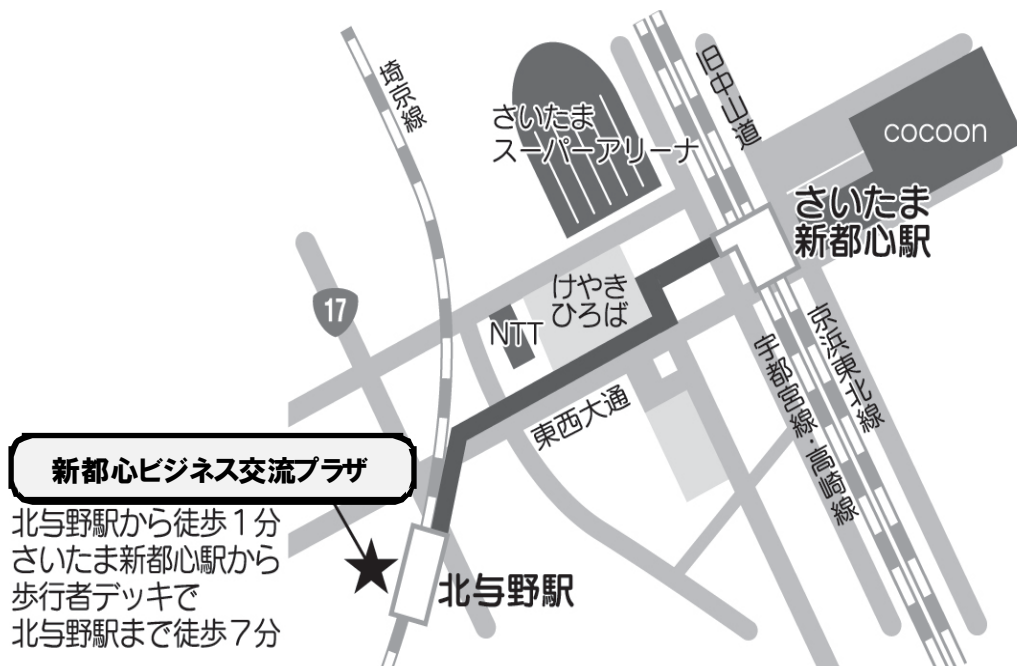 埼京線
さいたま
スーパーアリーナ
旧中山道
cocoon
さいたま
新都心駅
けやき
ひろば
17
NTT
東西大通
宇都宮線・高崎線
京浜東北線
新都心ビジネス交流プラザ
北与野駅から徒歩1分
さいたま新都心駅から
歩行者デッキで
北与野駅まで徒歩7分
北与野駅